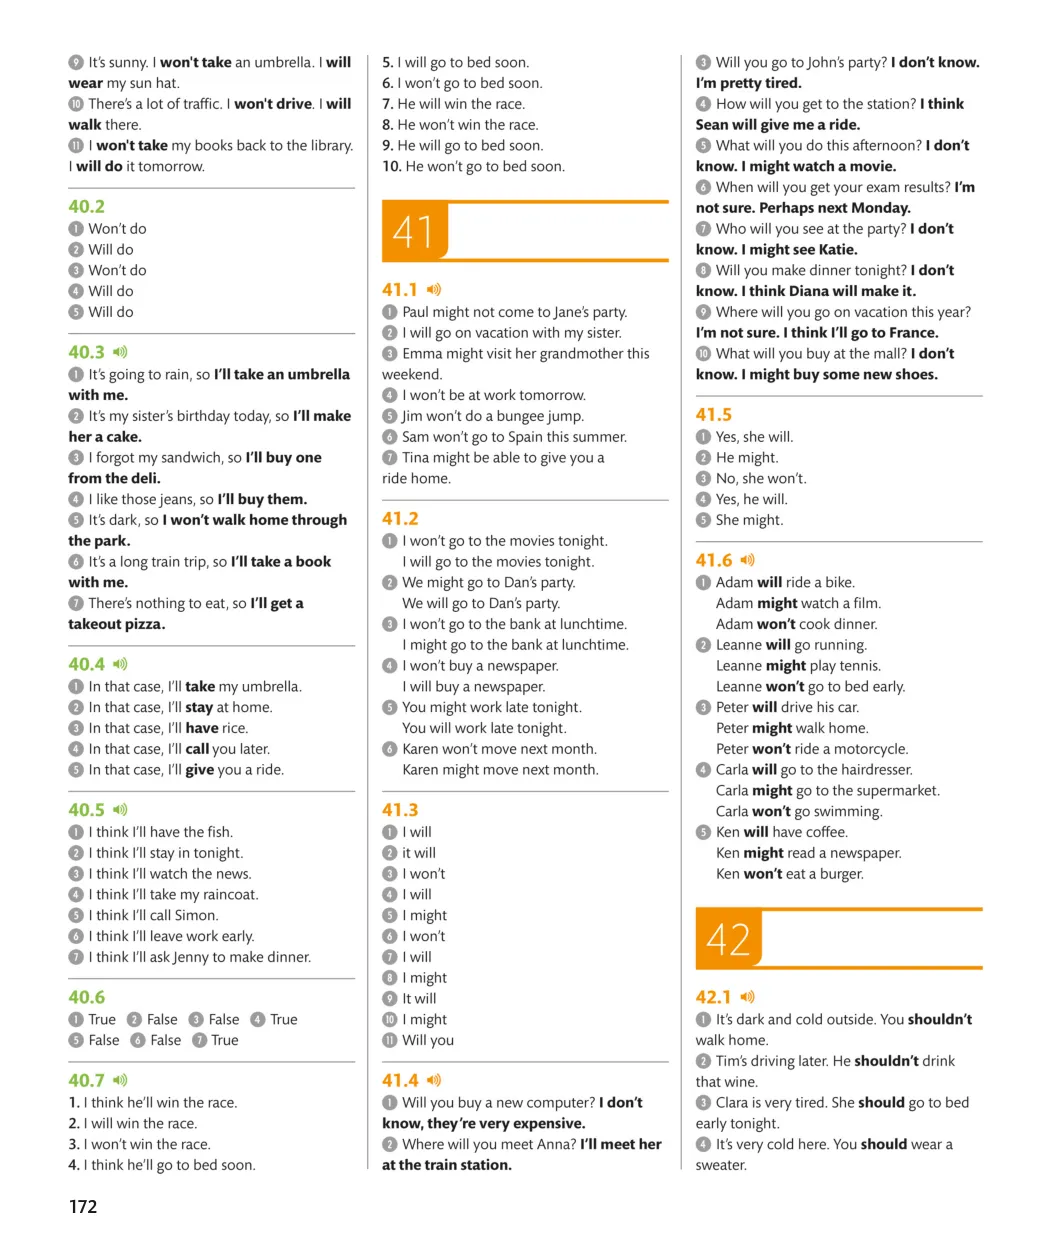 9 It’s sunny. I won't take an umbrella. I will
wear my sun hat.
10 There’s a lot of traffic. I won't drive. I will
walk there.
11 I won't take my books back to the library.
I will do it tomorrow.
40.2
1 Won’t do
2 Will do
3 Won’t do
4 Will do
5 Will do
40.3
1 It’s going to rain, so I’ll take an umbrella
with me.
2 It’s my sister’s birthday today, so I’ll make
her a cake.
3 I forgot my sandwich, so I’ll buy one
from the deli.
4 I like those jeans, so I’ll buy them.
5 It’s dark, so I won’t walk home through
the park.
6 It’s a long train trip, so I’ll take a book
with me.
7 There’s nothing to eat, so I’ll get a
takeout pizza.
40.4
1 In that case, I’ll take my umbrella.
2 In that case, I’ll stay at home.
3 In that case, I’ll have rice.
4 In that case, I’ll call you later.
5 In that case, I’ll give you a ride.
40.5
1 I think I’ll have the fish.
2 I think I’ll stay in tonight.
3 I think I’ll watch the news.
4 I think I’ll take my raincoat.
5 I think I’ll call Simon.
6 I think I’ll leave work early.
7 I think I’ll ask Jenny to make dinner.
40.6
1 True 2 False 3 False 4 True
5 False 6 False 7 True
40.7
1. I think he’ll win the race.
2. I will win the race.
3. I won’t win the race.
4. I think he’ll go to bed soon.
5. I will go to bed soon.
6. I won’t go to bed soon.
7. He will win the race.
8. He won’t win the race.
9. He will go to bed soon.
10. He won’t go to bed soon.
41
41.1
1 Paul might not come to Jane’s party.
2 I will go on vacation with my sister.
3 Emma might visit her grandmother this
weekend.
4 I won’t be at work tomorrow.
5 Jim won’t do a bungee jump.
6 Sam won’t go to Spain this summer.
7 Tina might be able to give you a
ride home.
41.2
1 I won’t go to the movies tonight.
I will go to the movies tonight.
2 We might go to Dan’s party.
We will go to Dan’s party.
3 I won’t go to the bank at lunchtime.
I might go to the bank at lunchtime.
4 I won’t buy a newspaper.
I will buy a newspaper.
5 You might work late tonight.
You will work late tonight.
6 Karen won’t move next month.
Karen might move next month.
41.3
1 I will
2 it will
3 I won’t
4 I will
5 I might
6 I won’t
7 I will
8 I might
9 It will
10 I might
11 Will you
41.4
1 Will you buy a new computer? I don’t
know, they’re very expensive.
2 Where will you meet Anna? I’ll meet her
at the train station.
3 Will you go to John’s party? I don’t know.
I’m pretty tired.
4 How will you get to the station? I think
Sean will give me a ride.
5 What will you do this afternoon? I don’t
know. I might watch a movie.
6 When will you get your exam results? I’m
not sure. Perhaps next Monday.
7 Who will you see at the party? I don’t
know. I might see Katie.
8 Will you make dinner tonight? I don’t
know. I think Diana will make it.
9 Where will you go on vacation this year?
I’m not sure. I think I’ll go to France.
10 What will you buy at the mall? I don’t
know. I might buy some new shoes.
41.5
1 Yes, she will.
2 He might.
3 No, she won’t.
4 Yes, he will.
5 She might.
41.6
1 Adam will ride a bike.
Adam might watch a film.
Adam won’t cook dinner.
2 Leanne will go running.
Leanne might play tennis.
Leanne won’t go to bed early.
3 Peter will drive his car.
Peter might walk home.
Peter won’t ride a motorcycle.
4 Carla will go to the hairdresser.
Carla might go to the supermarket.
Carla won’t go swimming.
5 Ken will have coffee.
Ken might read a newspaper.
Ken won’t eat a burger.
42
42.1
1 It’s dark and cold outside. You shouldn’t
walk home.
2 Tim’s driving later. He shouldn’t drink
that wine.
3 Clara is very tired. She should go to bed
early tonight.
4 It’s very cold here. You should wear a
sweater.
172